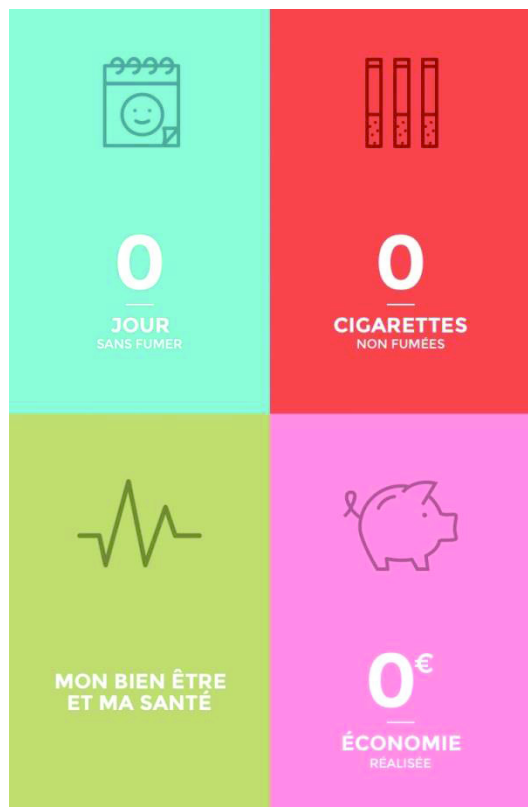 0
JOUR
SANS FUMER
0
CIGARETTES
NON FUMÉES
MON BIEN ÊTRE
ET MA SANTÉ
0€
ÉCONOMIE
RÉALISÉE